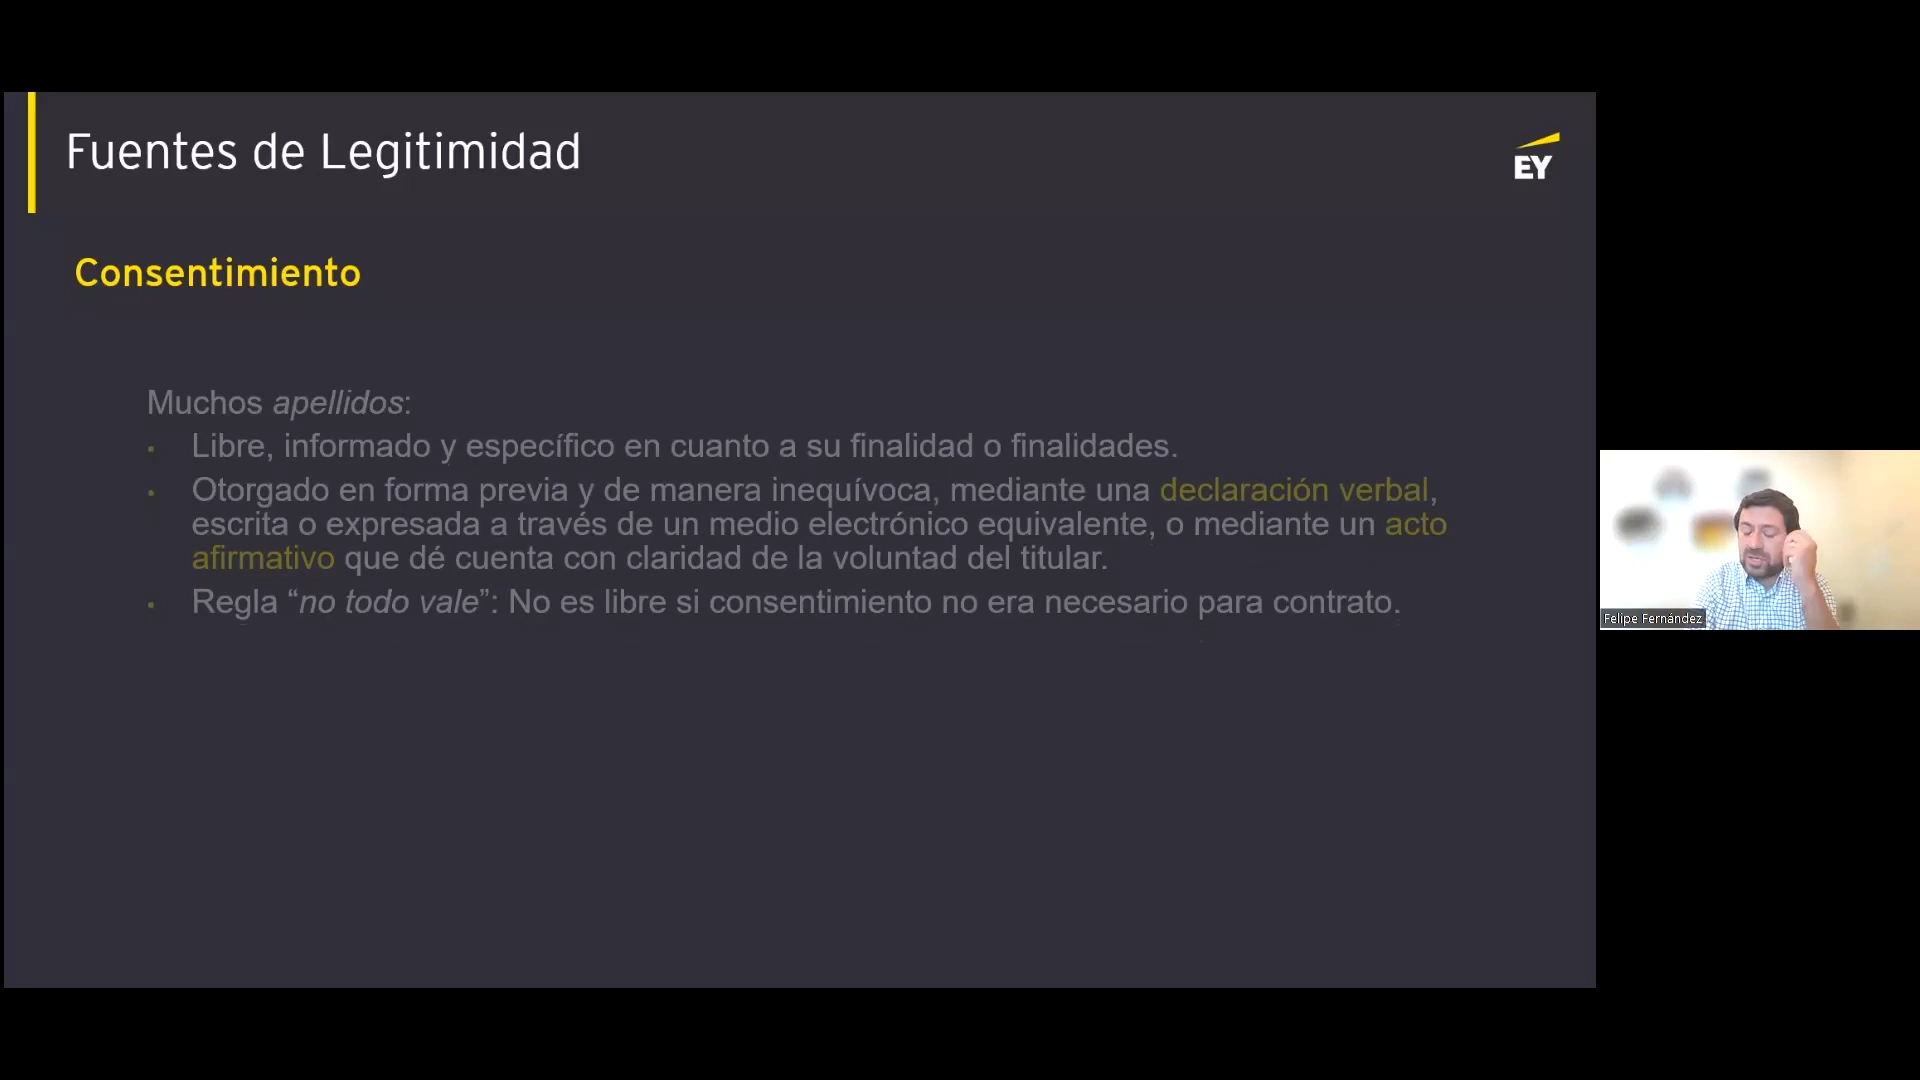 Fuentes de Legitimidad
EY
Consentimiento
Muchos apellidos:
• Libre, informado y específico en cuanto a su finalidad o finalidades.
• Otorgado en forma previa y de manera inequívoca, mediante una declaración verbal,
escrita o expresada a través de un medio electrónico equivalente, o mediante un acto
afirmativo que dé cuenta con claridad de la voluntad del titular.
• Regla “no todo vale”: No es libre si consentimiento no era necesario para contrato.
Felipe Fernández